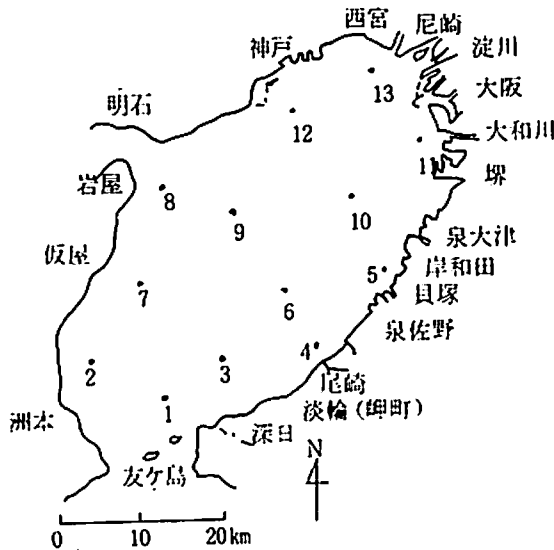 西宮
尼崎
淀川
神戸
大阪
明石
13
12
大和川
11
堺
岩屋
8
9
10
泉大津
仮屋
5
岸和田
貝塚
7
6
泉佐野
4
2
3
尾崎
淡輪(岬町)
1
洲本
深日
N
友ケ島
0 10 20km